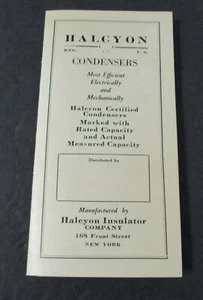 HALCYON
REG. U.S.
CONDENSERS
Most Efficient
Electrically
and
Mechanically
Halcyon Certified
Condensers
Marked with
Rated Capacity
and Actual
Measured Capacity
Distributed by
Manufactured by
Halcyon Insulator
COMPANY
168 Front Street
NEW YORK